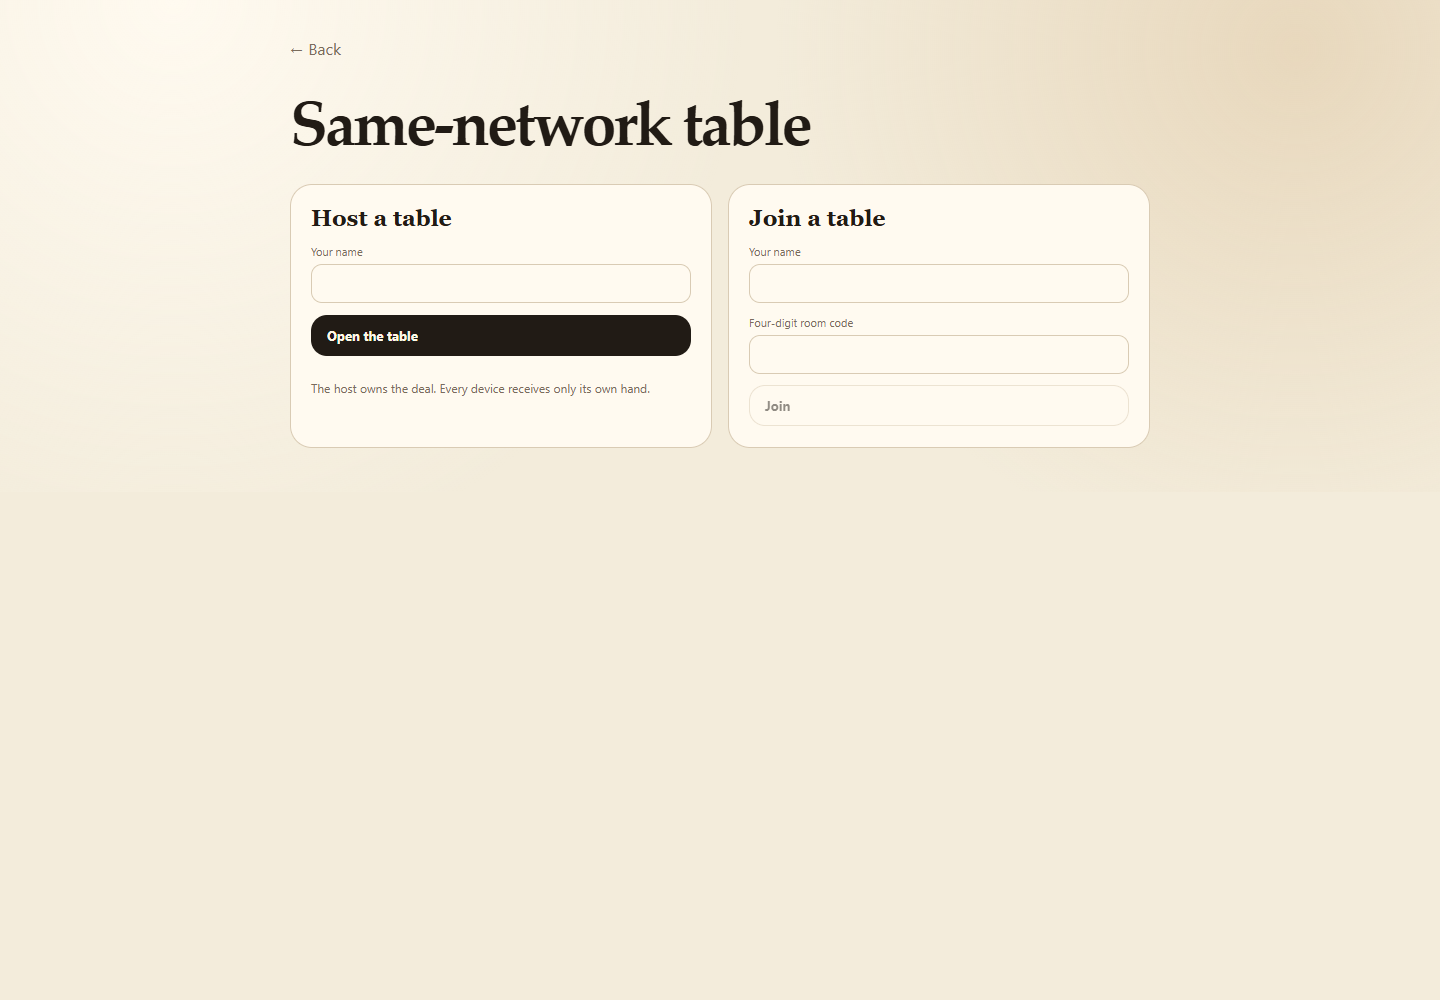 ← Back
Same-network table
Host a table
Your name
Open the table
The host owns the deal. Every device receives only its own hand.
Join a table
Your name
Four-digit room code
Join